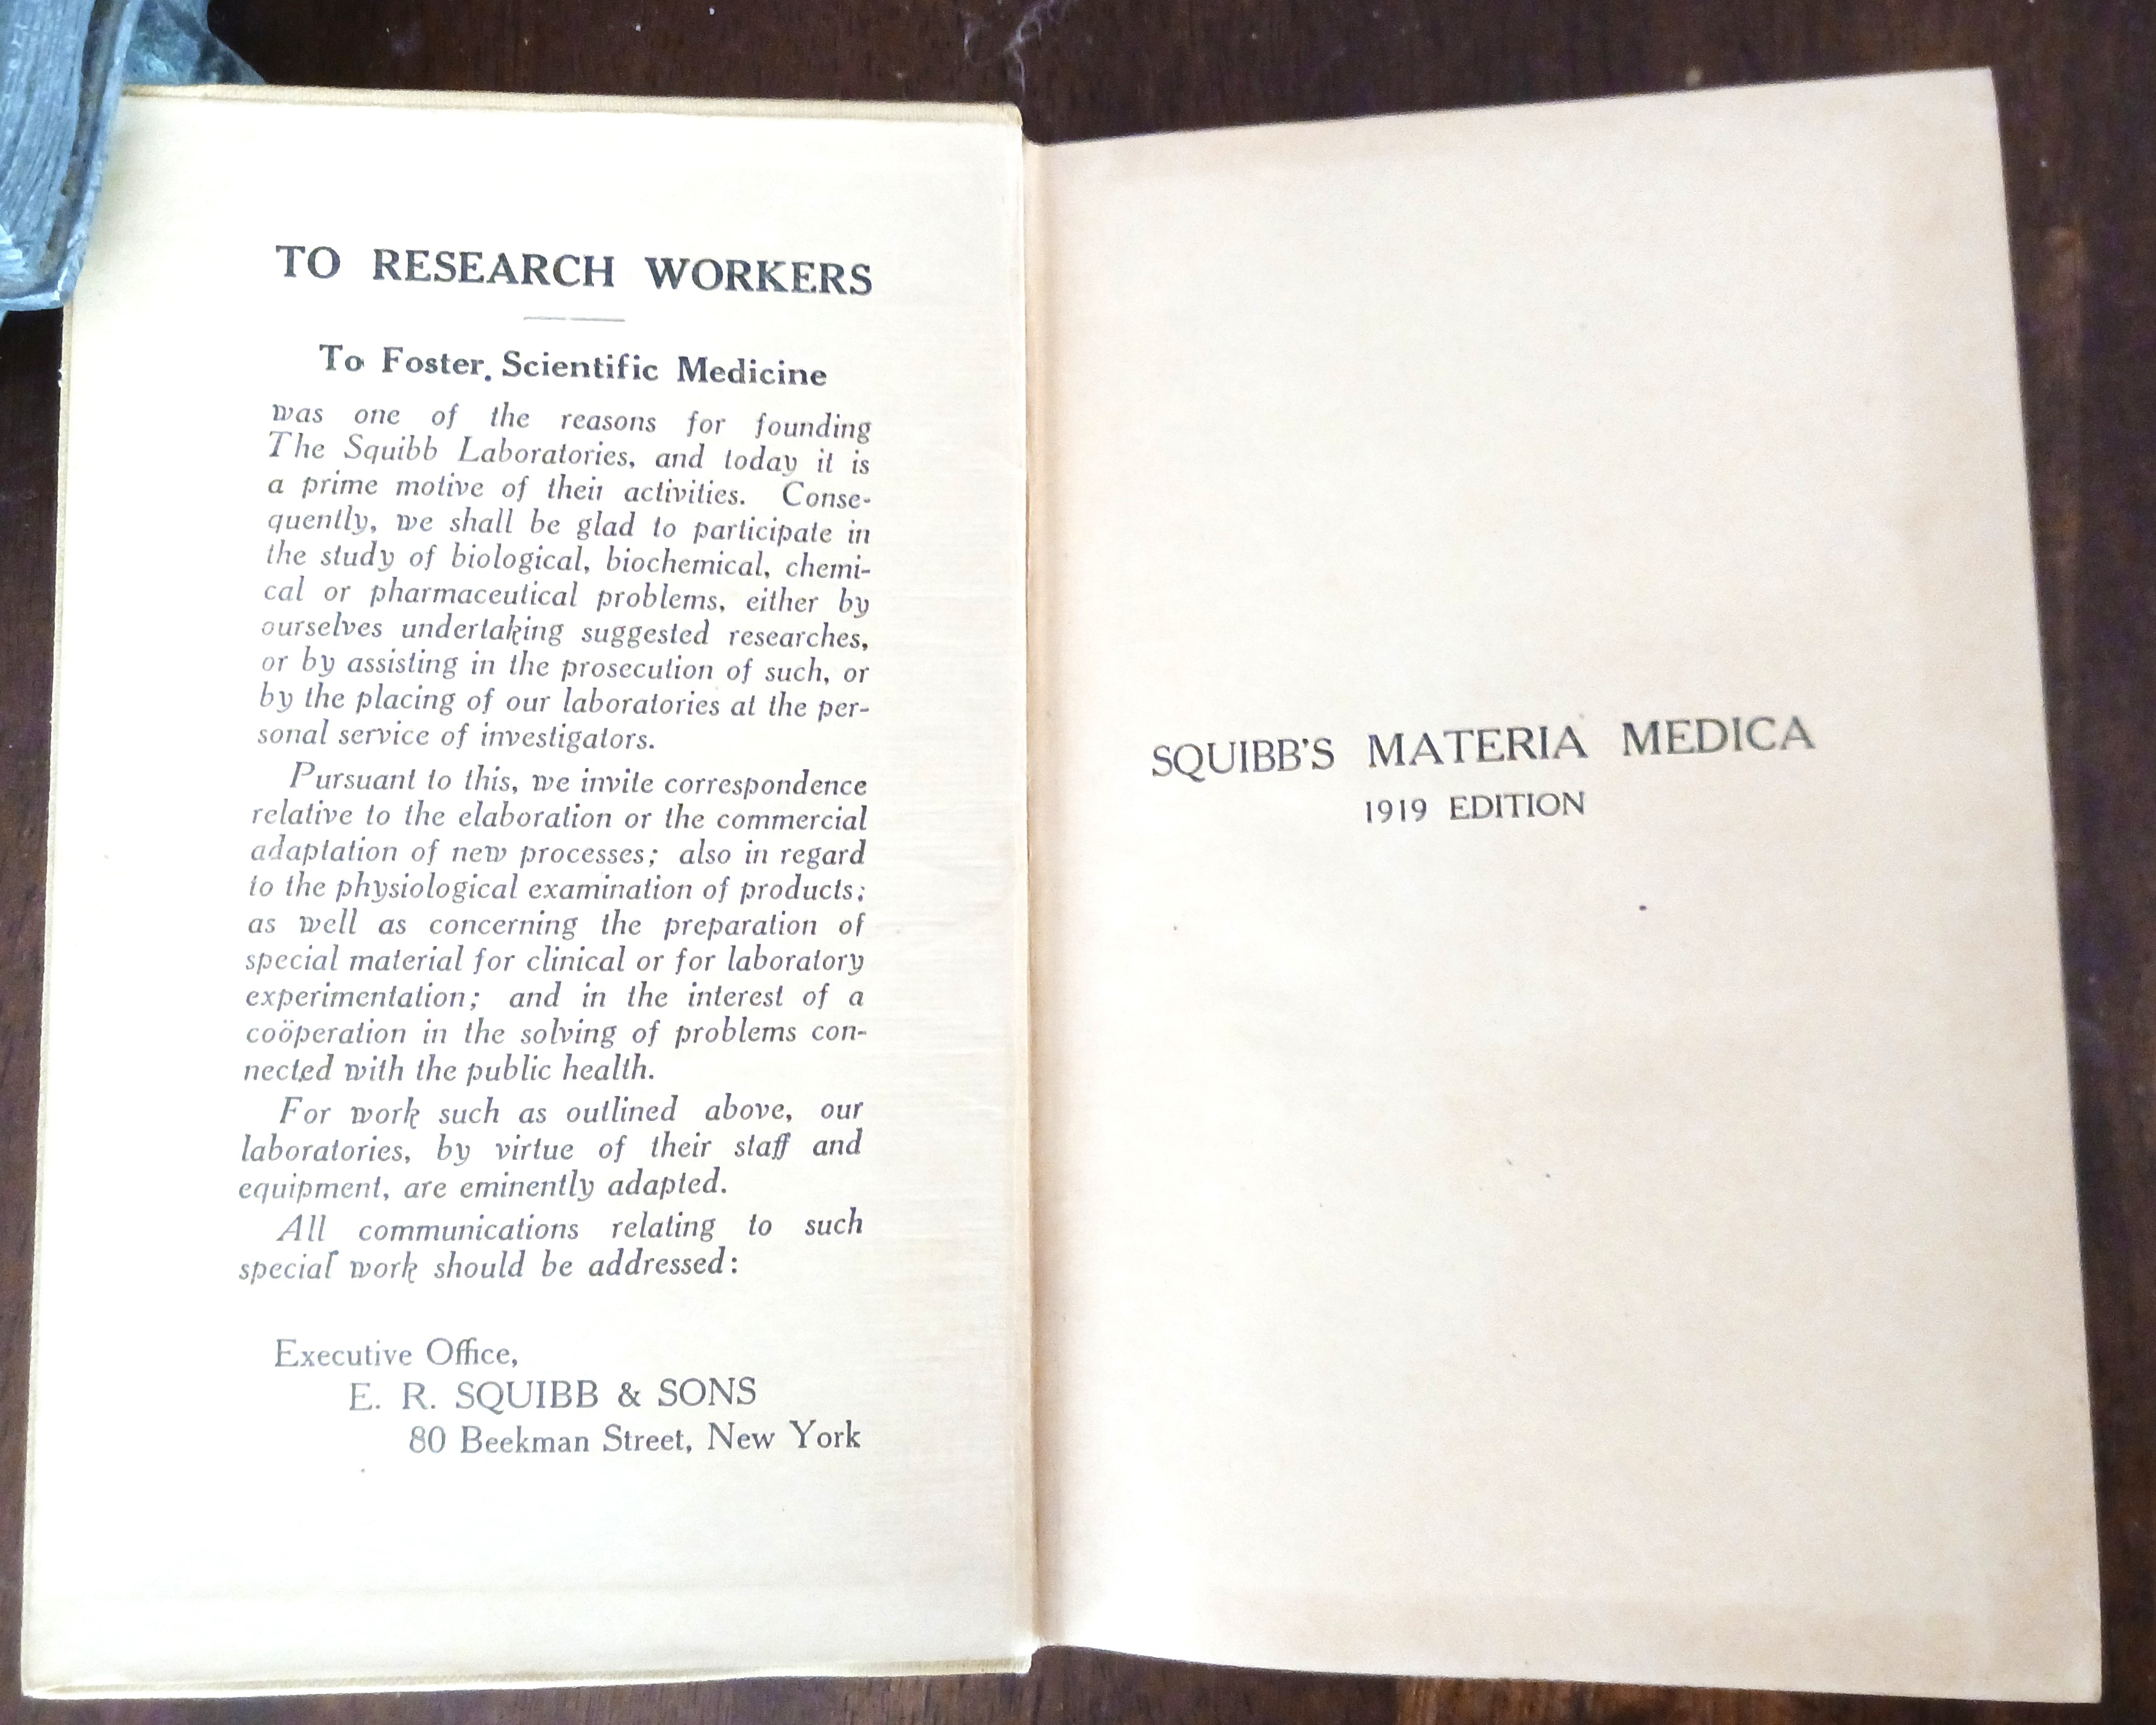 TO RESEARCH WORKERS
To Foster Scientific Medicine
was one of the reasons for founding
The Squibb Laboratories, and today it is
a prime motive of their activities. Conse-
quently, we shall be glad to participate in
the study of biological, biochemical, chemi-
cal or pharmaceutical problems, either by
ourselves undertaking suggested researches,
or by assisting in the prosecution of such, or
by the placing of our laboratories at the per-
sonal service of investigators.
Pursuant to this, we invite correspondence
relative to the elaboration or the commercial
adaptation of new processes; also in regard
to the physiological examination of products;
as well as concerning the preparation of
special material for clinical or for laboratory
experimentation; and in the interest of a
coöperation in the solving of problems con-
nected with the public health.
For work such as outlined above, our
laboratories, by virtue of their staff and
equipment, are eminently adapted.
All communications relating to such
special work should be addressed:
Executive Office,
E. R. SQUIBB & SONS
80 Beekman Street, New York
SQUIBB'S MATERIA MEDICA
1919 EDITION